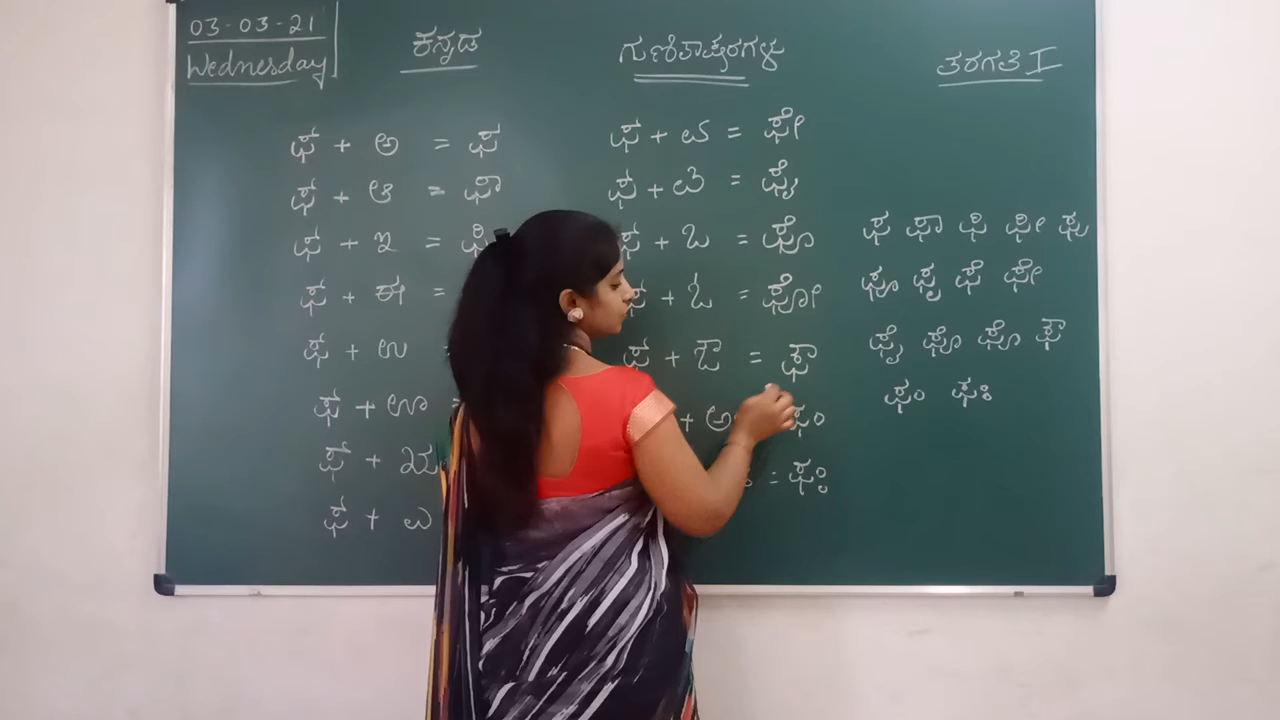 03-03-21
Wednesday
ಕನ್ನಡ
ಗುಣಿತಾಕ್ಷರಗಳು
ತರಗತಿ I
ಫ್ + ಅ = ಫ
ಫ್ + ಆ = ಫಾ
ಫ್ + ಇ = ಫಿ
ಫ್ + ಈ =
ಫ್ + ಉ
ಫ್ + ಊ =
ಫ್ + ಋ
ಫ್ + ಎ
ಫ್ + ಏ = ಫೇ
ಫ್ + ಐ = ಫೈ
ಫ್ + ಒ = ಫೊ
ಫ್ + ಓ = ಫೋ
ಫ್ + ಔ = ಫೌ
+ ಫಂ
= ಫಃ
ಫ ಫಾ ಫಿ ಫೀ ಫು
ಫೂ ಫೃ ಫೆ ಫೇ
ಫೈ ಫೊ ಫೊ ಫೌ
ಫಂ ಫಃ